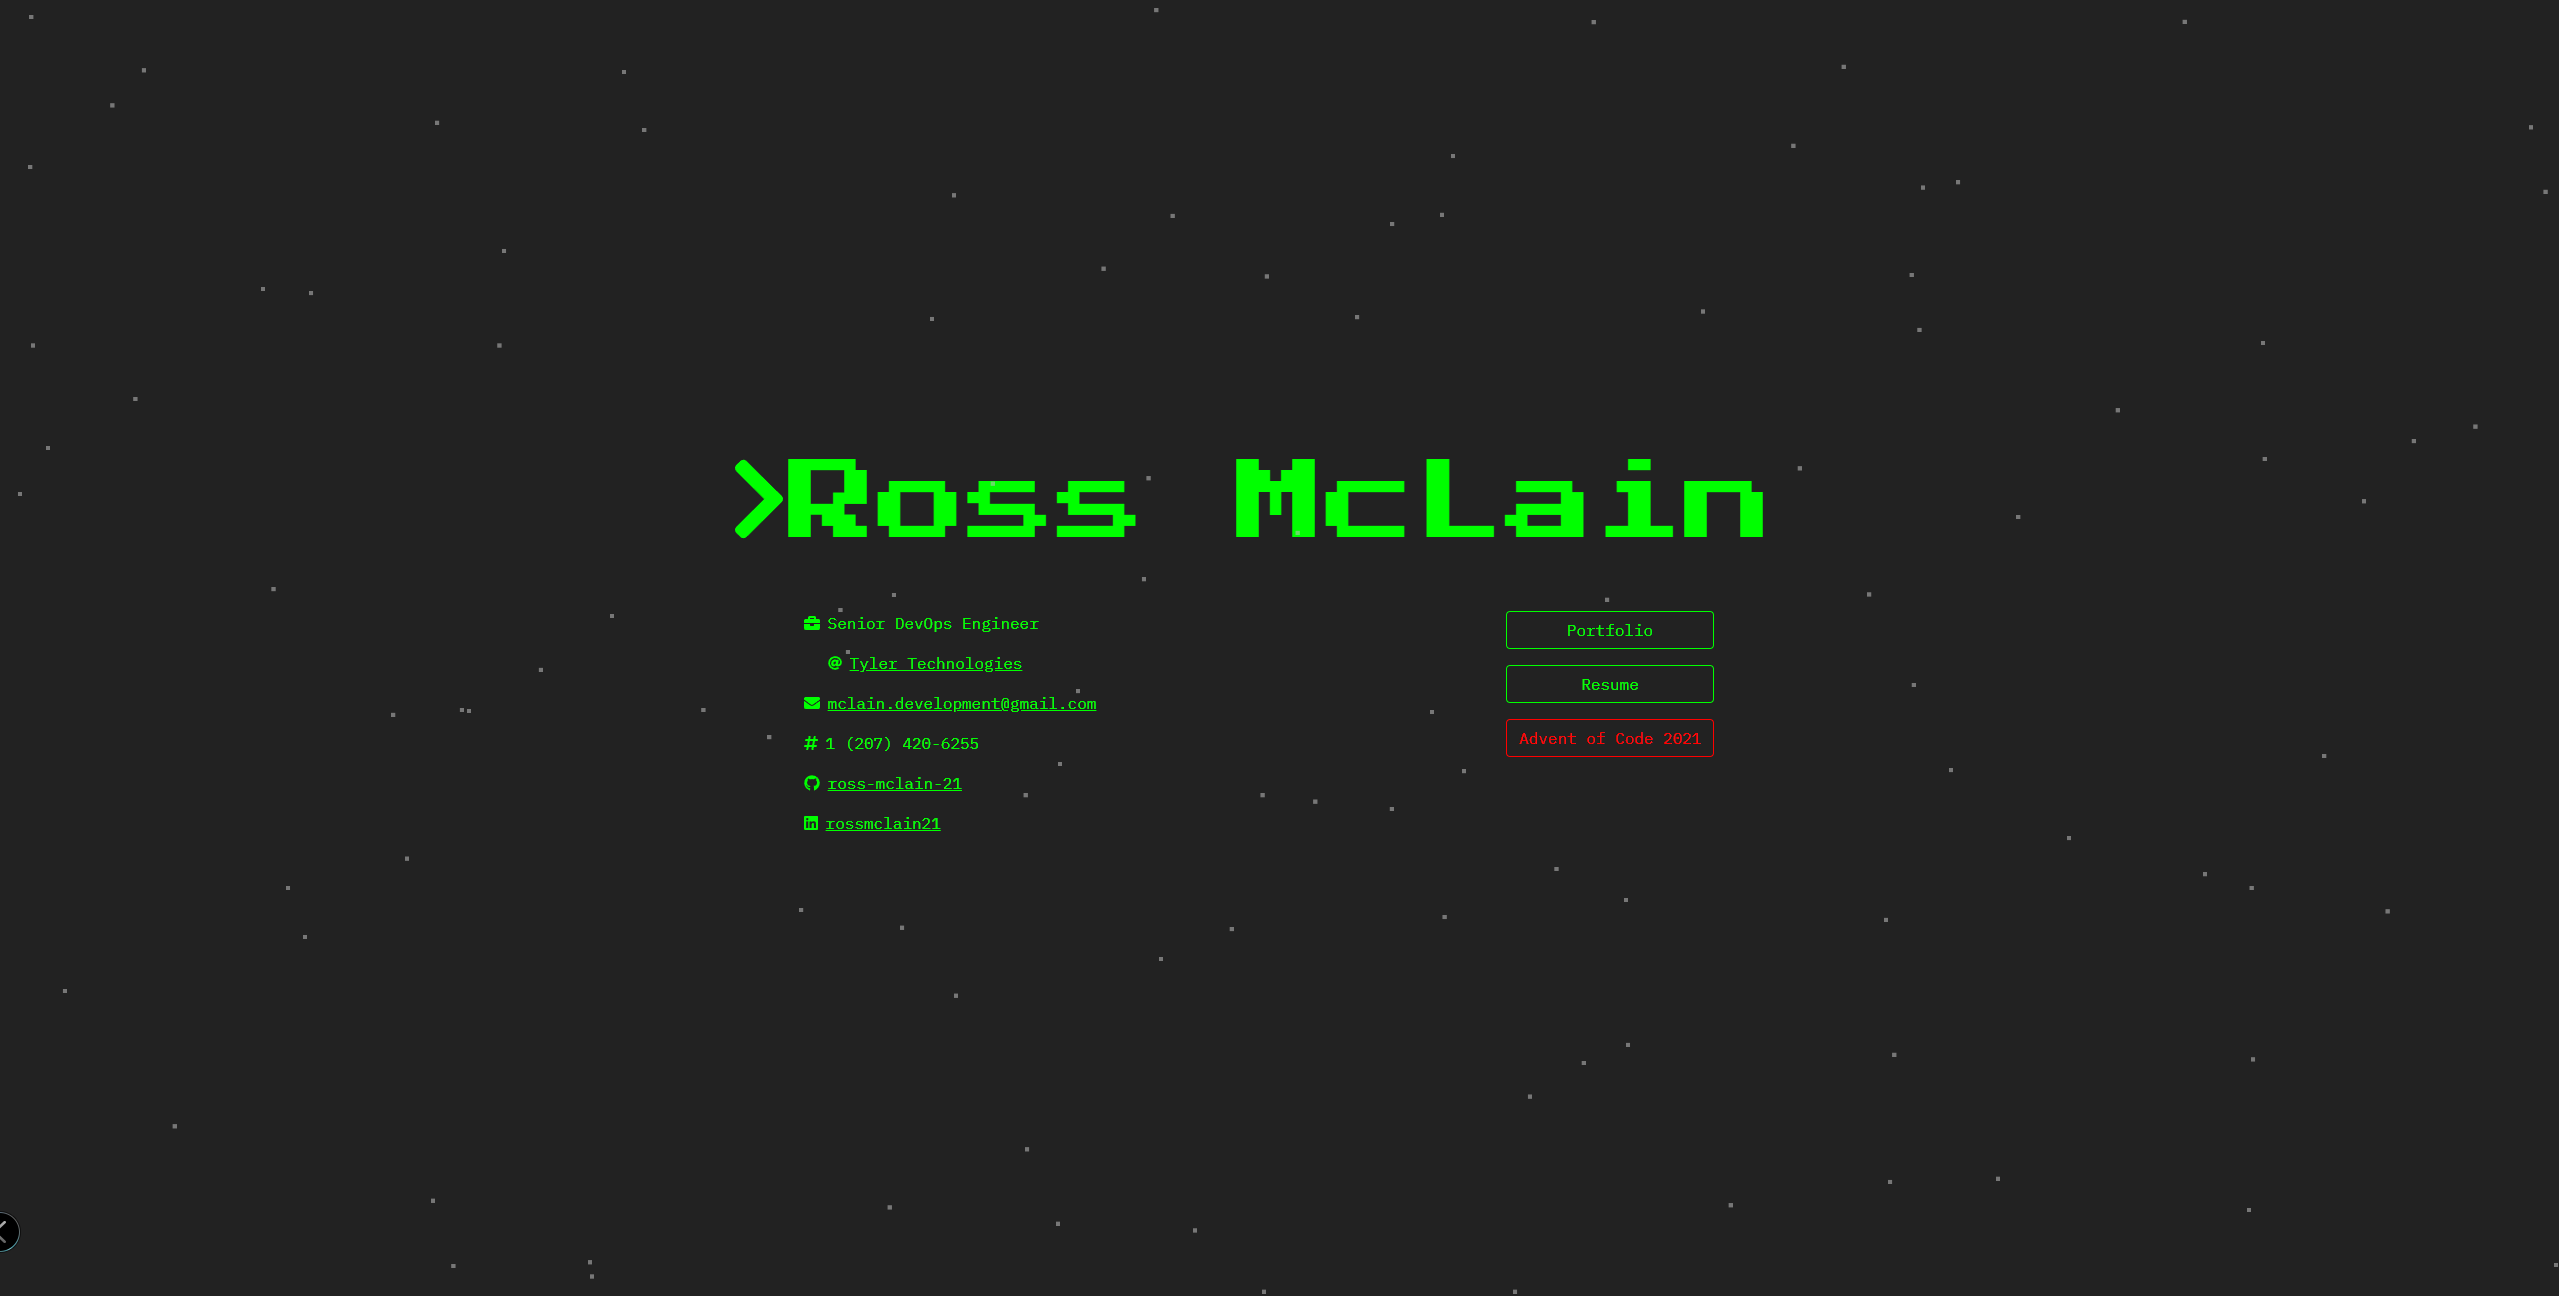 >Ross McLain
Senior DevOps Engineer
@ Tyler Technologies
mclain.development@gmail.com
# 1 (207) 420-6255
ross-mclain-21
rossmclain21
Portfolio
Resume
Advent of Code 2021